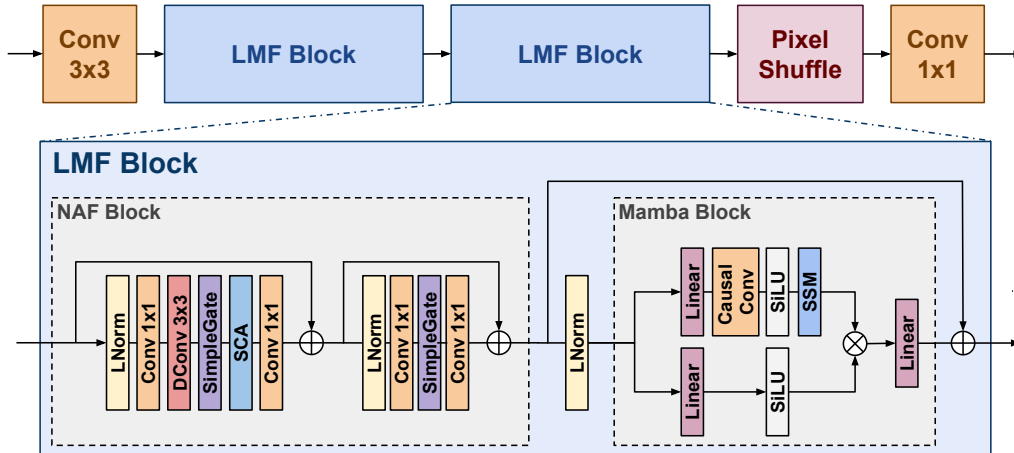 Conv
3x3
LMF Block
LMF Block
Pixel
Shuffle
Conv
1x1
LMF Block
NAF Block
LNorm
Conv 1x1
DConv 3x3
SimpleGate
SCA
Conv 1x1
LNorm
Conv 1x1
SimpleGate
Conv 1x1
LNorm
Mamba Block
Linear
Causal
Conv
SiLU
SSM
Linear
SiLU
Linear